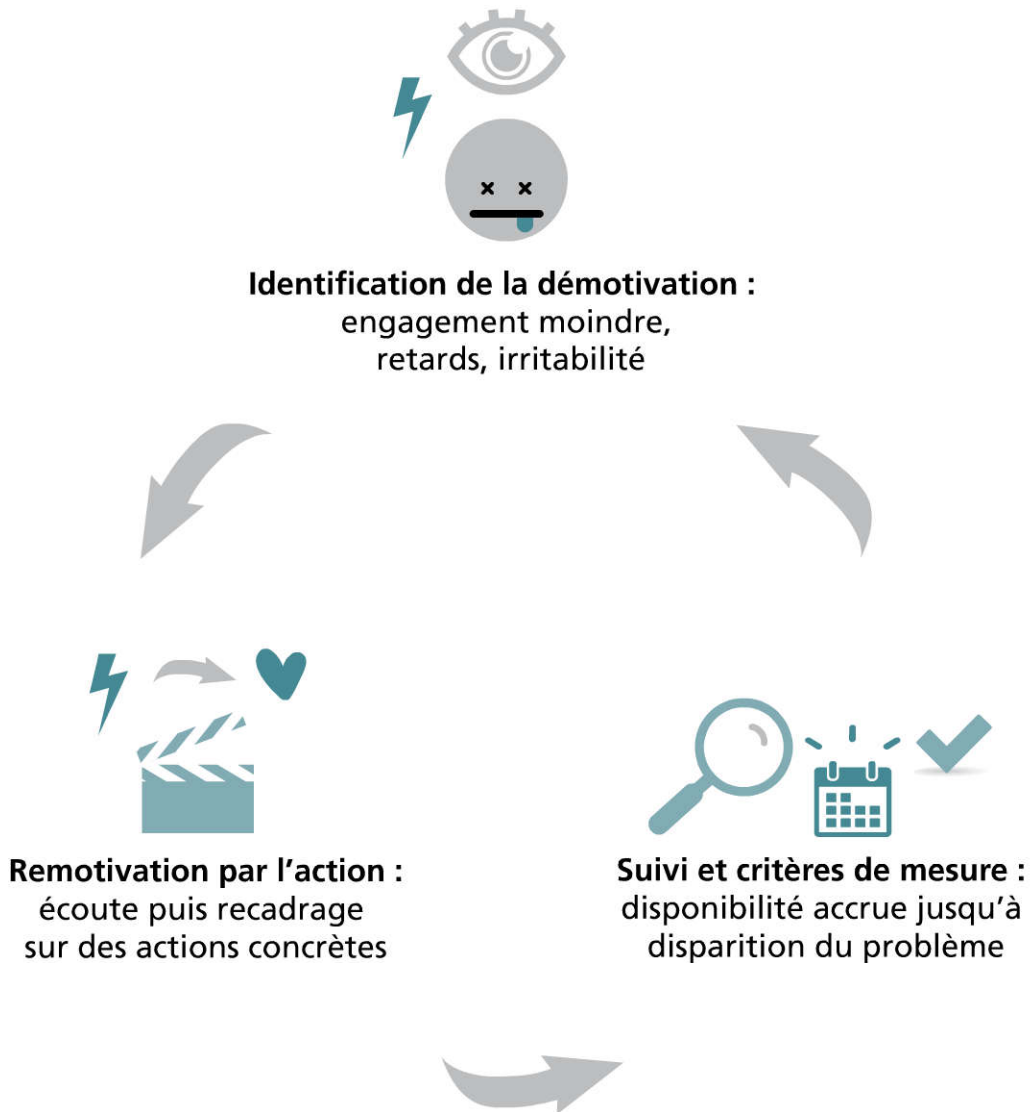 Identification de la démotivation :
engagement moindre,
retards, irritabilité
Remotivation par l’action :
écoute puis recadrage
sur des actions concrètes
Suivi et critères de mesure :
disponibilité accrue jusqu’à
disparition du problème